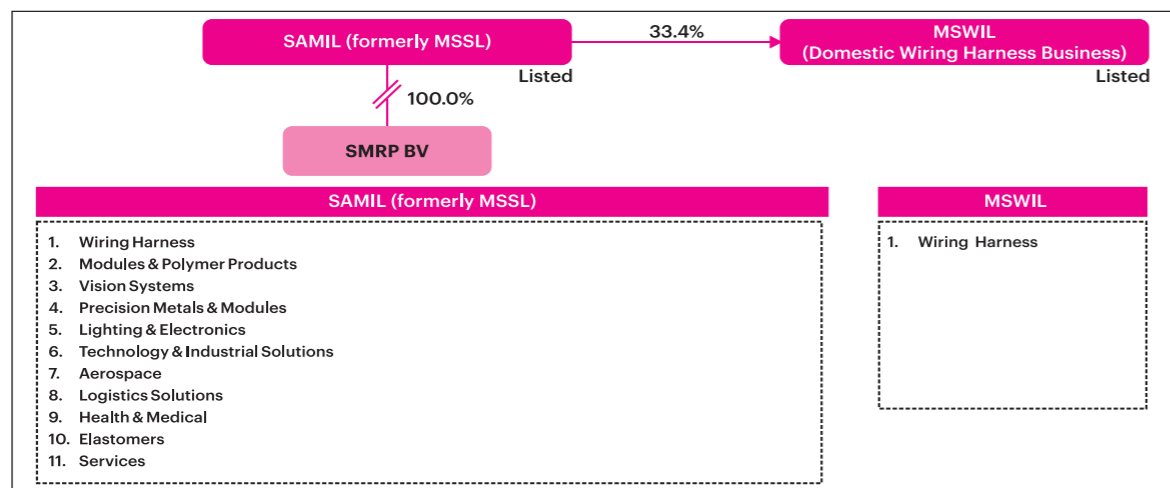 SAMIL (formerly MSSL)
33.4%
MSWIL
(Domestic Wiring Harness Business)
Listed
Listed
100.0%
SMRP BV
SAMIL (formerly MSSL)
1. Wiring Harness
2. Modules & Polymer Products
3. Vision Systems
4. Precision Metals & Modules
5. Lighting & Electronics
6. Technology & Industrial Solutions
7. Aerospace
8. Logistics Solutions
9. Health & Medical
10. Elastomers
11. Services
MSWIL
1. Wiring Harness